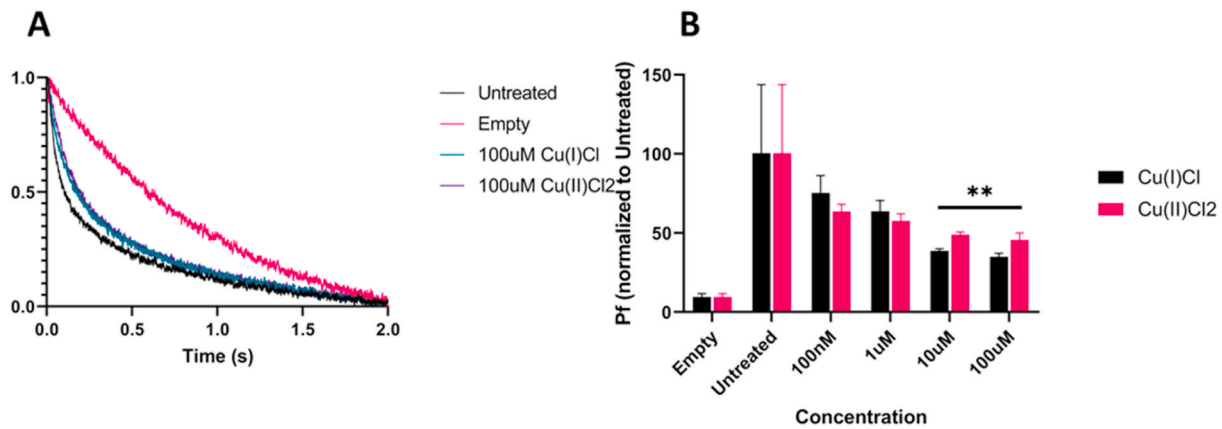 A
1.0
0.5
0.0
0.0 0.5 1.0 1.5 2.0
Time (s)
Untreated
Empty
100uM Cu(I)Cl
100uM Cu(II)Cl2
B
Pf (normalized to Untreated)
150
100
50
0
Empty
Untreated
100nM
1uM
10uM
100uM
Concentration
**
Cu(I)Cl
Cu(II)Cl2